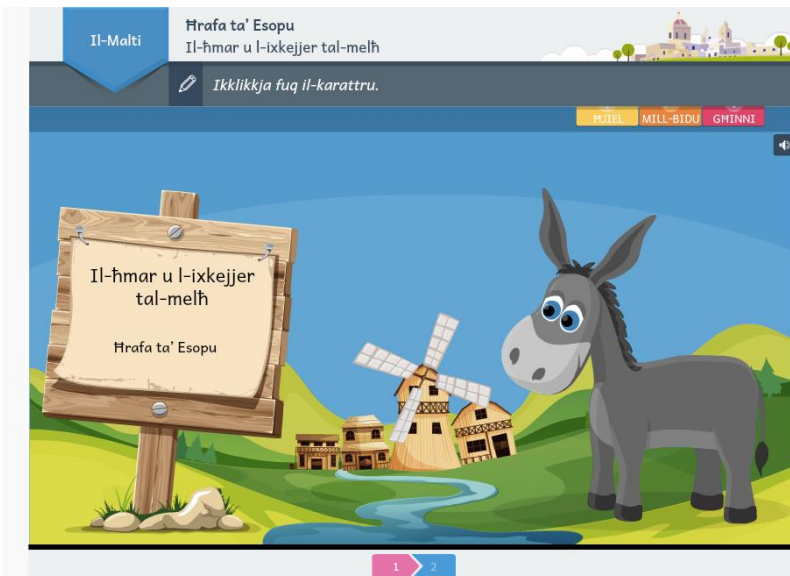 Il-Malti
Ħrafa ta' Esopu
Il-ħmar u l-ixkejjer tal-melħ
Ikklikkja fuq il-karattru.
ĦJIEL
MILL-BIDU
GĦINNI
Il-ħmar u l-ixkejjer
tal-melħ
Ħrafa ta' Esopu
1
2